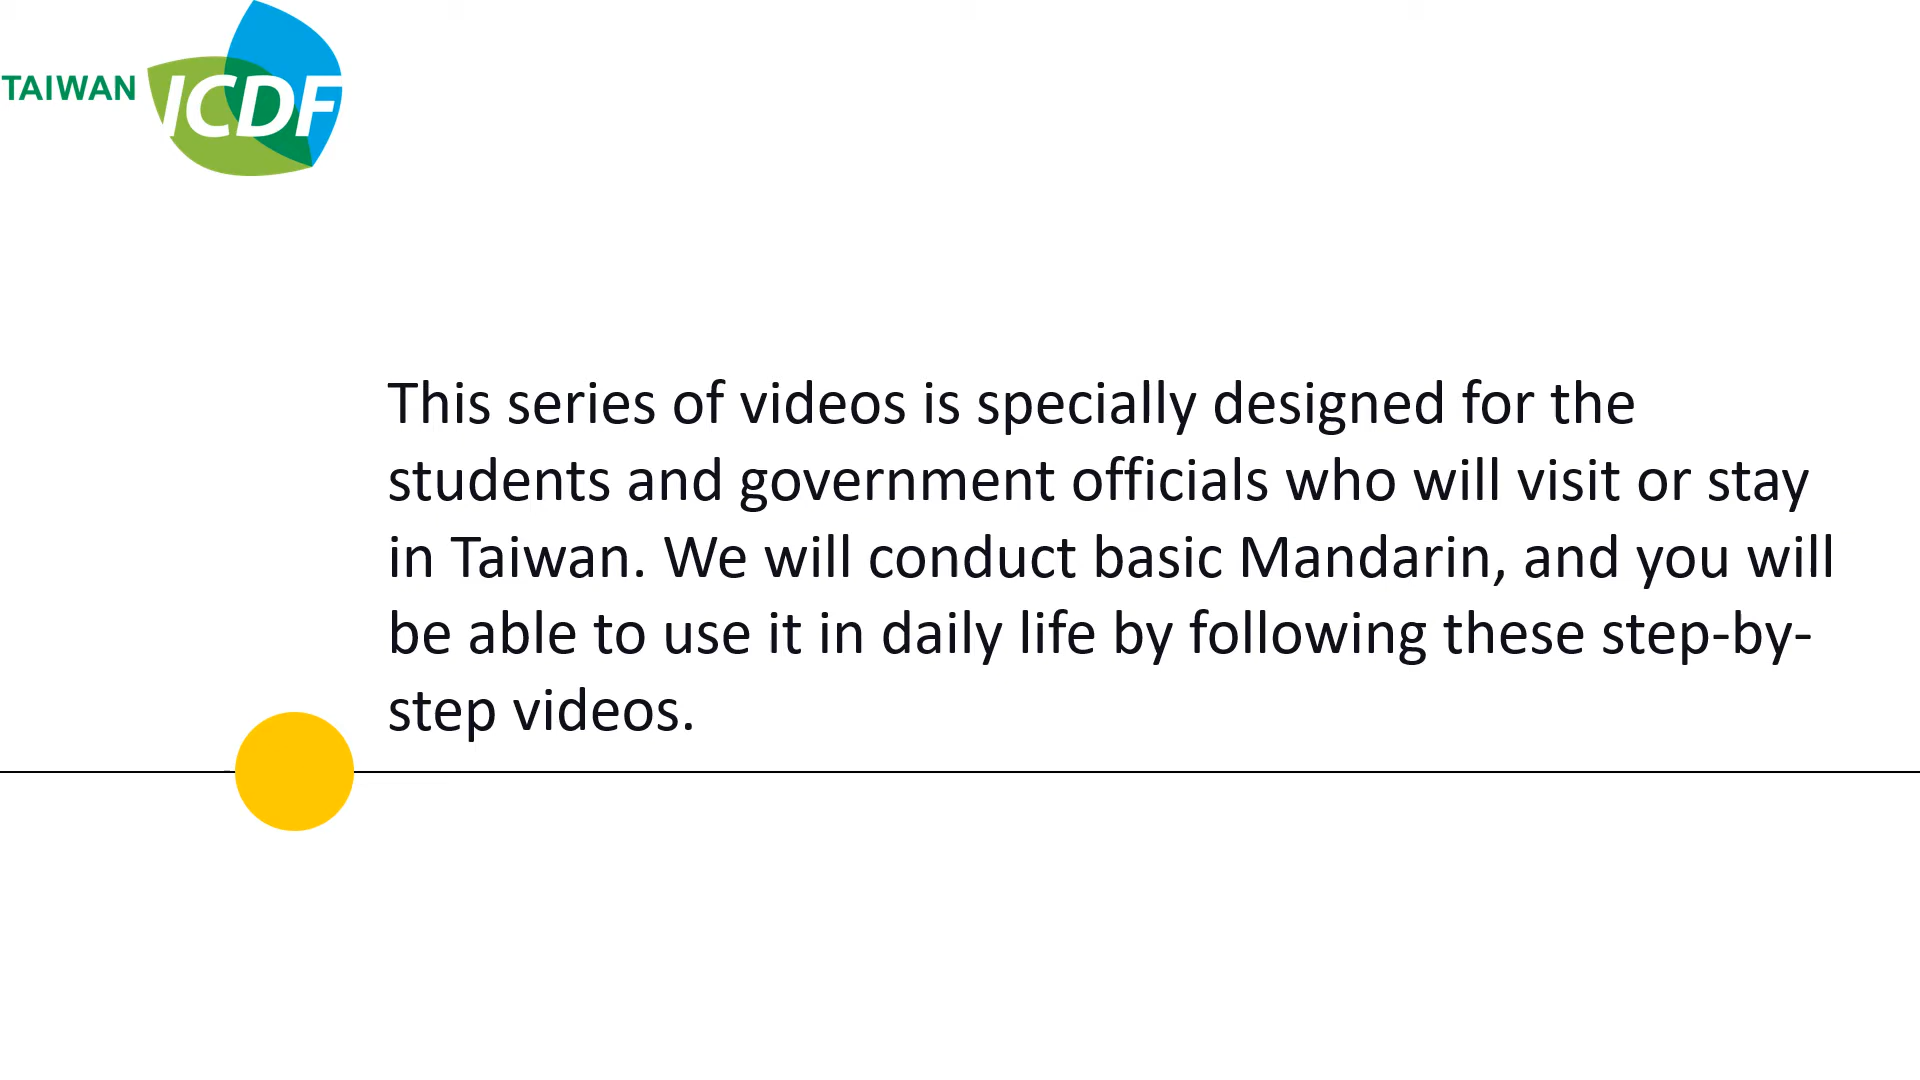 TAIWAN ICDF
This series of videos is specially designed for the
students and government officials who will visit or stay
in Taiwan. We will conduct basic Mandarin, and you will
be able to use it in daily life by following these step-by-
step videos.